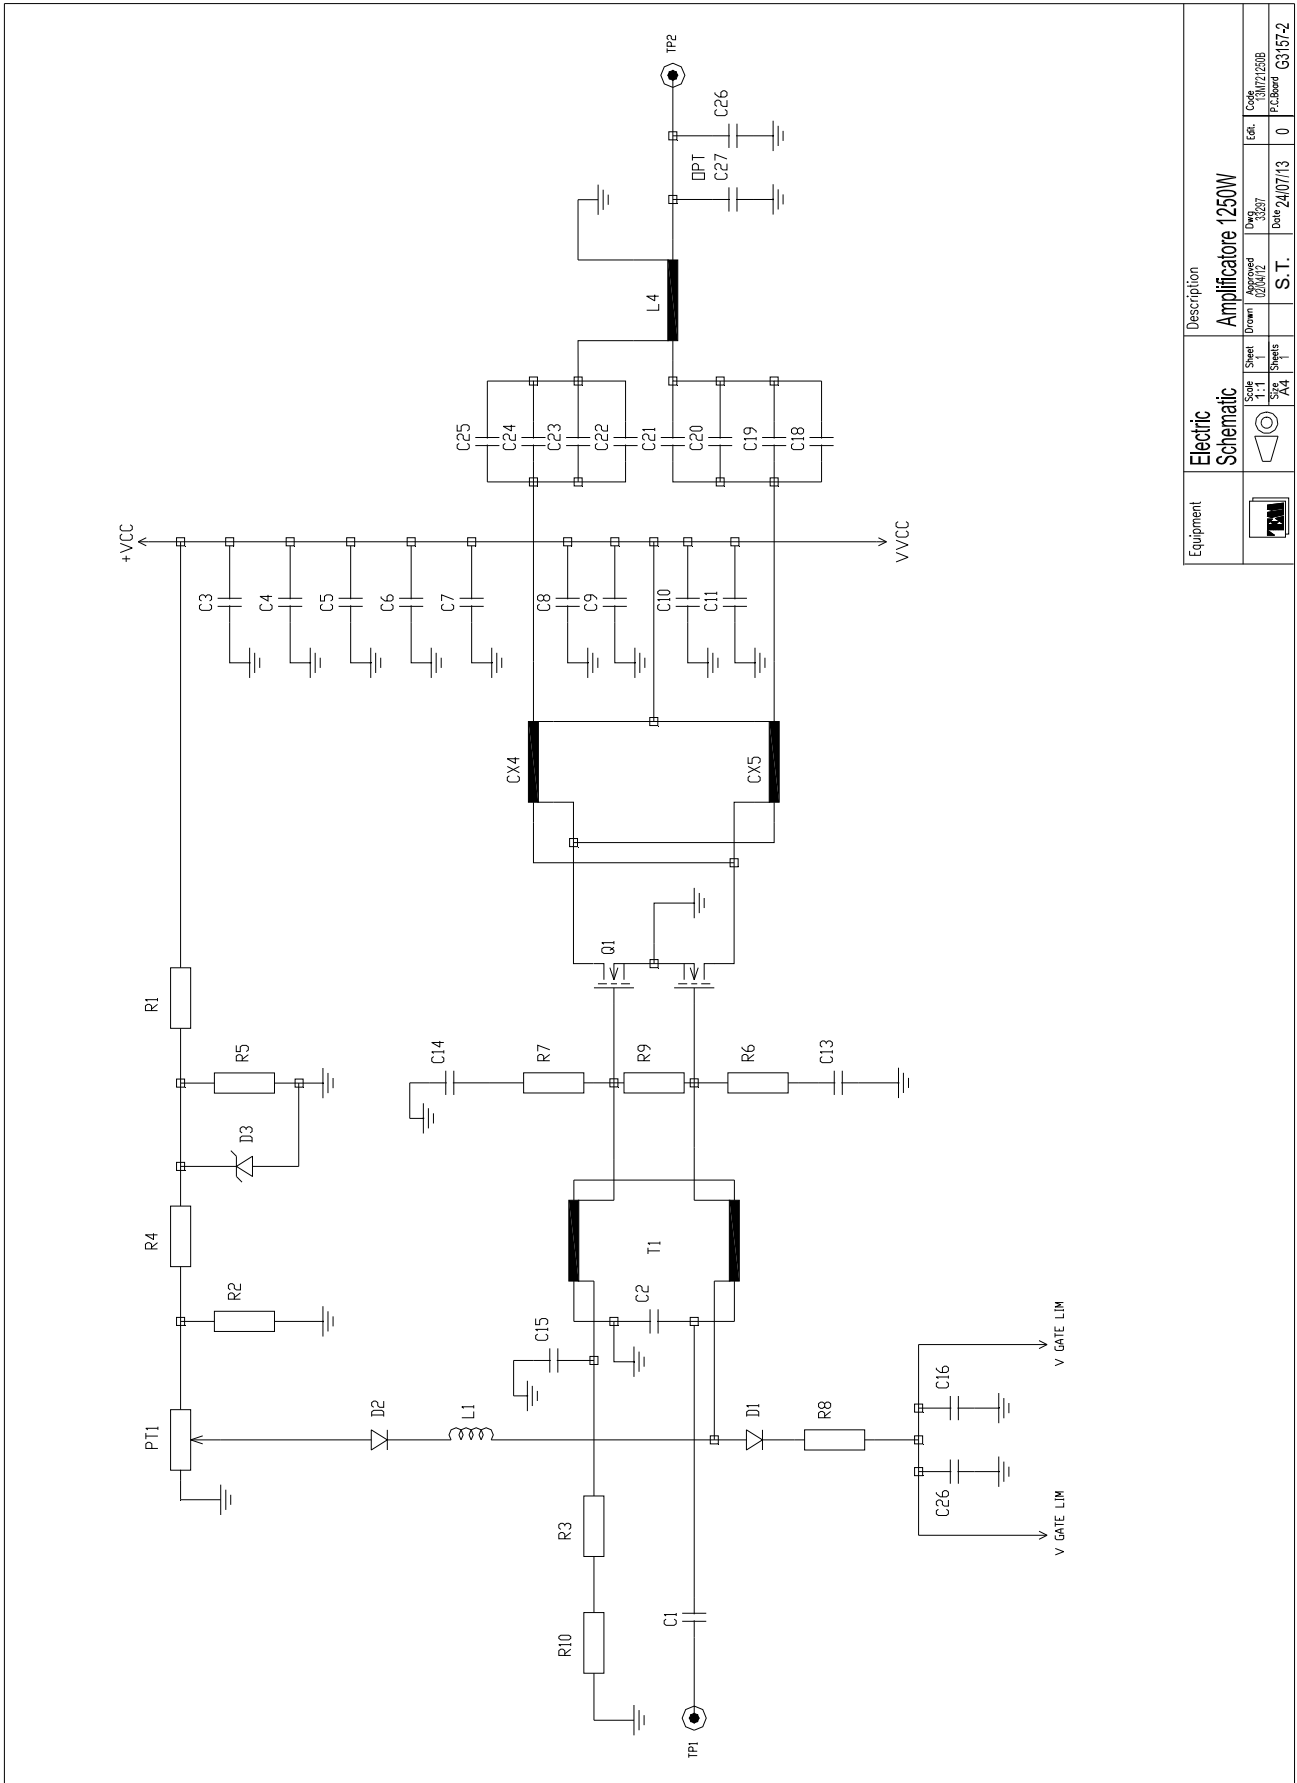 +VCC
TP2
C26
OPT
C27
L4
C25
C24
C23
C22
C21
C20
C19
C18
C3
C4
C5
C6
C7
C8
C9
C10
C11
VVCC
CX4
CX5
Q1
R1
R5
D3
C14
R7
R9
R6
C13
R4
R2
T1
C2
C15
PT1
D2
L1
D1
R8
C16
C26
V GATE LIM
V GATE LIM
R3
R10
C1
TP1
Equipment
Electric
Schematic
Description
Amplificatore 1250W
Scale
1:1
Sheet
1
Size
A4
Sheets
1
Drawn
Approved
02/04/12
S.T.
Dwg
33297
Date 24/07/13
Edit.
0
Code
13M721250B
P.C.Board G3157-2